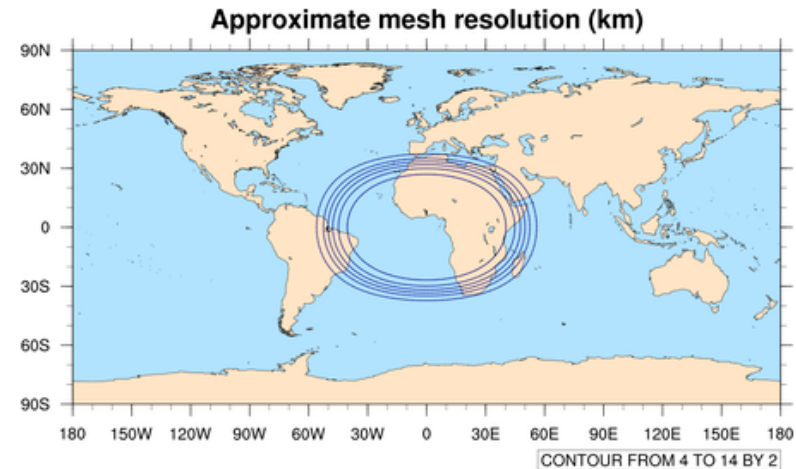 Approximate mesh resolution (km)
90N
60N
30N
0
30S
60S
90S
180 150W 120W 90W 60W 30W 0 30E 60E 90E 120E 150E 180
CONTOUR FROM 4 TO 14 BY 2